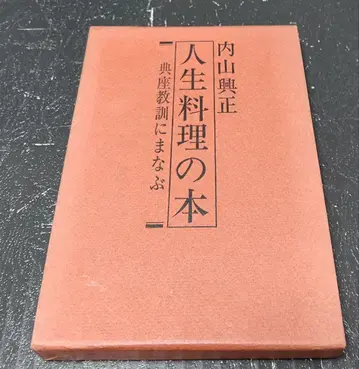 内山興正
人生料理の本
典座教訓にまなぶ